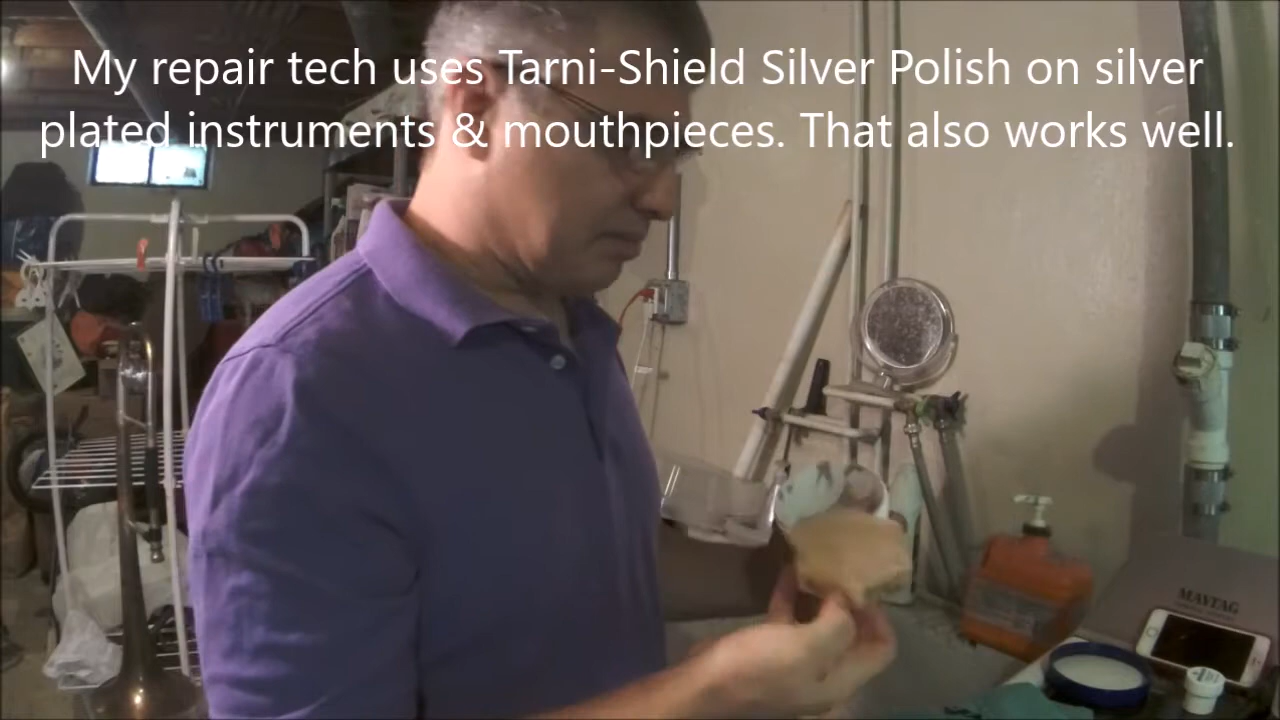 My repair tech uses Tarni-Shield Silver Polish on silver
plated instruments & mouthpieces. That also works well.
MAYTAG